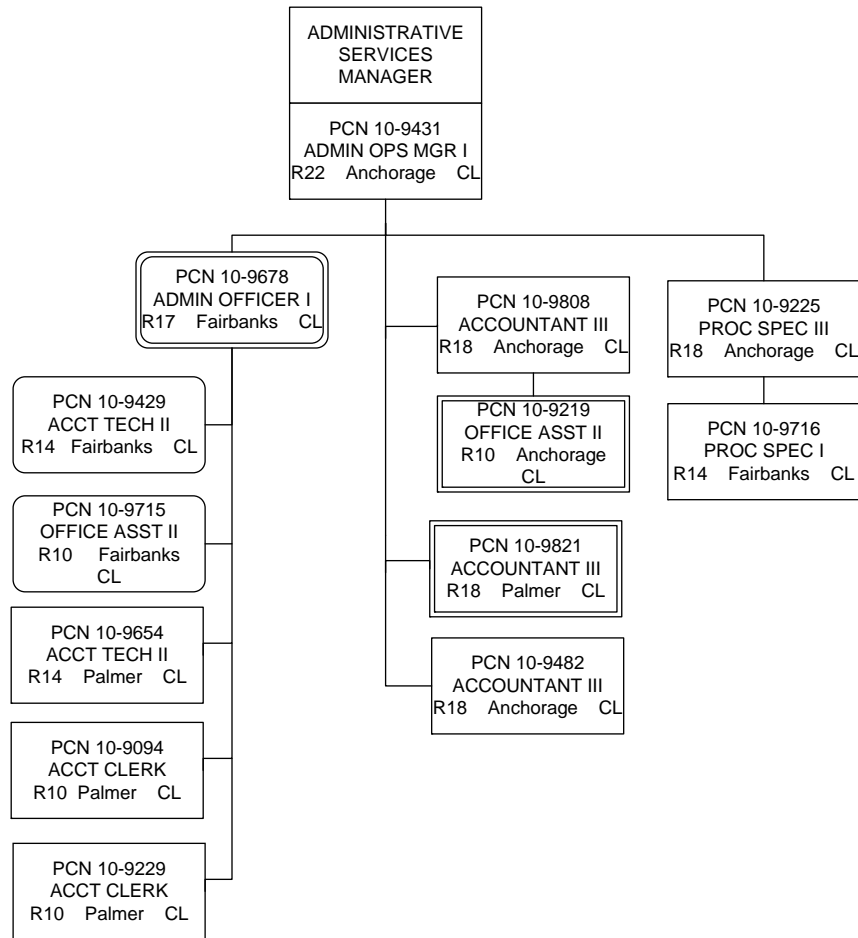 ADMINISTRATIVE
SERVICES
MANAGER
PCN 10-9431
ADMIN OPS MGR I
R22 Anchorage CL
PCN 10-9678
ADMIN OFFICER I
R17 Fairbanks CL
PCN 10-9429
ACCT TECH II
R14 Fairbanks CL
PCN 10-9715
OFFICE ASST II
R10 Fairbanks
CL
PCN 10-9654
ACCT TECH II
R14 Palmer CL
PCN 10-9094
ACCT CLERK
R10 Palmer CL
PCN 10-9229
ACCT CLERK
R10 Palmer CL
PCN 10-9808
ACCOUNTANT III
R18 Anchorage CL
PCN 10-9219
OFFICE ASST II
R10 Anchorage
CL
PCN 10-9821
ACCOUNTANT III
R18 Palmer CL
PCN 10-9482
ACCOUNTANT III
R18 Anchorage CL
PCN 10-9225
PROC SPEC III
R18 Anchorage CL
PCN 10-9716
PROC SPEC I
R14 Fairbanks CL